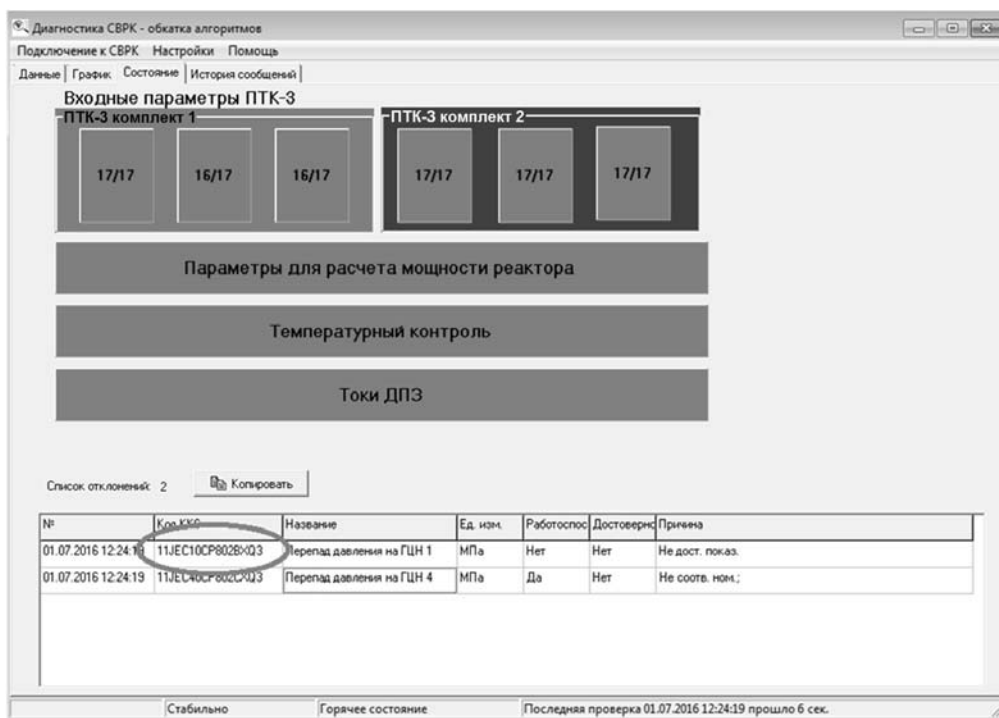 Диагностика СВРК - обкатка алгоритмов
Подключение к СВРК Настройки Помощь
Данные График Состояние История сообщений
Входные параметры ПТК-З
ПТК-З комплект 1 ПТК-З комплект 2
17/17 16/17 16/17 17/17 17/17 17/17
Параметры для расчета мощности реактора
Температурный контроль
Токи ДПЗ
Список отклонений: 2 Копировать
№ Код KKS Название Ед. изм. Работоспос Достоверно Причина
01.07.2016 12:24:19 11JEC10CP802BXQ3 Перепад давления на ГЦН 1 МПа Нет Нет Не дост. показ.
01.07.2016 12:24:19 11JEC40CP802CXQ3 Перепад давления на ГЦН 4 МПа Да Нет Не соотв. ном.;
Стабильно Горячее состояние Последняя проверка 01.07.2016 12:24:19 прошло 6 сек.